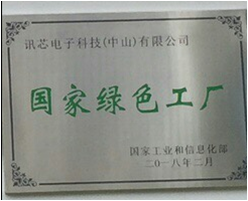 讯芯电子科技(中山)有限公司
国家绿色工厂
国家工业和信息化部
二〇一八年二月